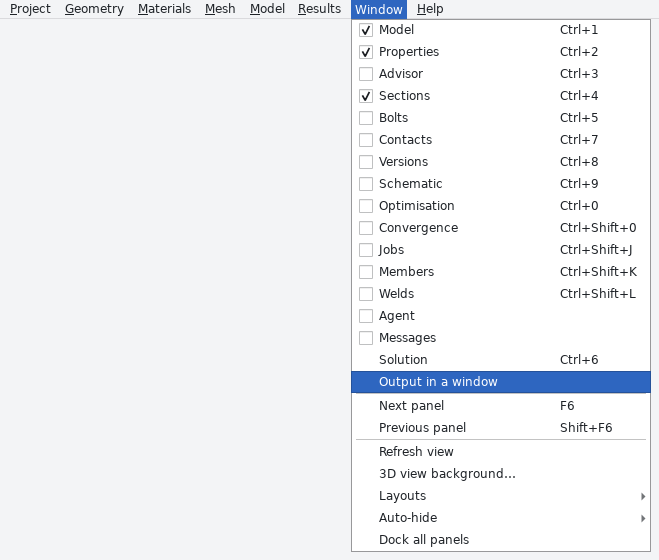 Project Geometry Materials Mesh Model Results Window Help
Model Ctrl+1
Properties Ctrl+2
Advisor Ctrl+3
Sections Ctrl+4
Bolts Ctrl+5
Contacts Ctrl+7
Versions Ctrl+8
Schematic Ctrl+9
Optimisation Ctrl+0
Convergence Ctrl+Shift+0
Jobs Ctrl+Shift+J
Members Ctrl+Shift+K
Welds Ctrl+Shift+L
Agent
Messages
Solution Ctrl+6
Output in a window
Next panel F6
Previous panel Shift+F6
Refresh view
3D view background...
Layouts
Auto-hide
Dock all panels